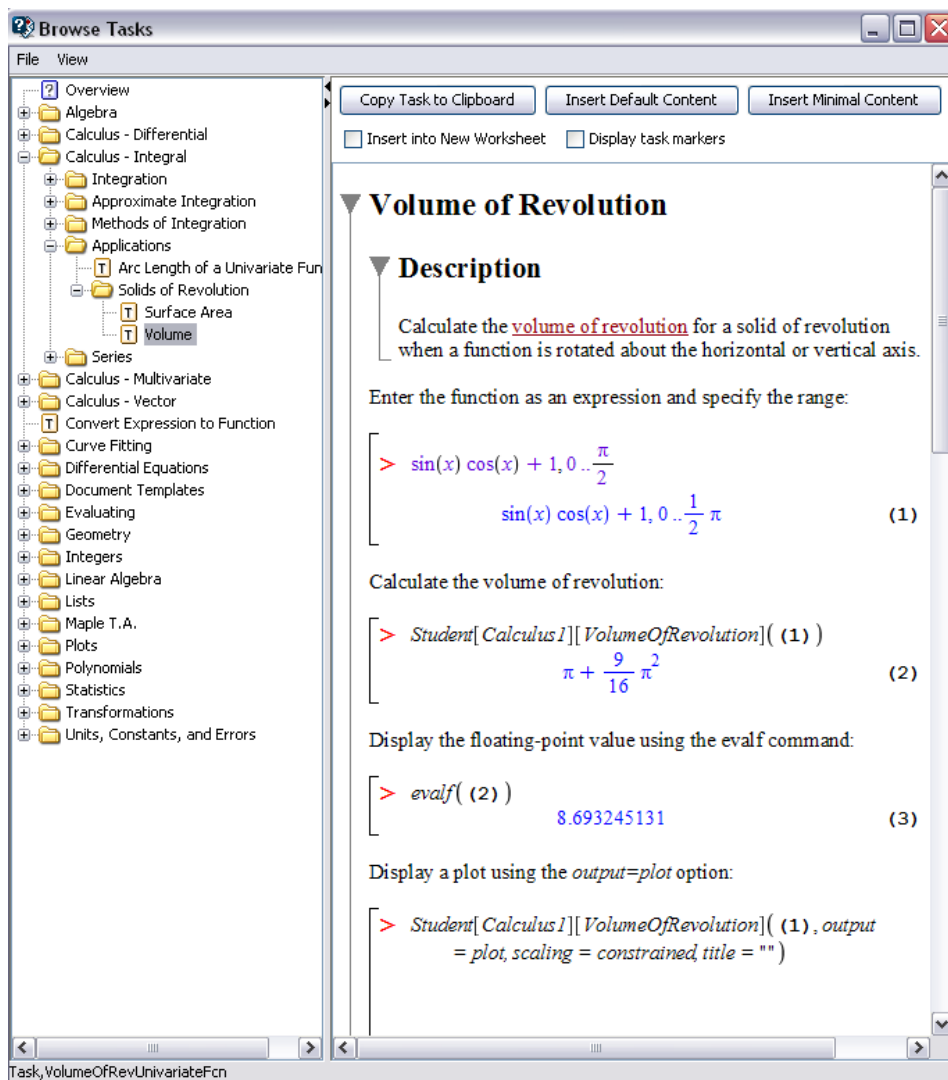 Browse Tasks
File View
Overview
Algebra
Calculus - Differential
Calculus - Integral
Integration
Approximate Integration
Methods of Integration
Applications
Arc Length of a Univariate Fun
Solids of Revolution
Surface Area
Volume
Series
Calculus - Multivariate
Calculus - Vector
Convert Expression to Function
Curve Fitting
Differential Equations
Document Templates
Evaluating
Geometry
Integers
Linear Algebra
Lists
Maple T.A.
Plots
Polynomials
Statistics
Transformations
Units, Constants, and Errors
Copy Task to Clipboard Insert Default Content Insert Minimal Content
Insert into New Worksheet Display task markers
Volume of Revolution
Description
Calculate the volume of revolution for a solid of revolution
when a function is rotated about the horizontal or vertical axis.
Enter the function as an expression and specify the range:
> sin(x) cos(x) + 1, 0 .. π/2
sin(x) cos(x) + 1, 0 .. 1/2 π (1)
Calculate the volume of revolution:
> Student[Calculus1][VolumeOfRevolution]( (1) )
π + 9/16 π² (2)
Display the floating-point value using the evalf command:
> evalf( (2) )
8.693245131 (3)
Display a plot using the output=plot option:
> Student[Calculus1][VolumeOfRevolution]( (1), output
= plot, scaling = constrained, title = "")
Task,VolumeOfRevUnivariateFcn